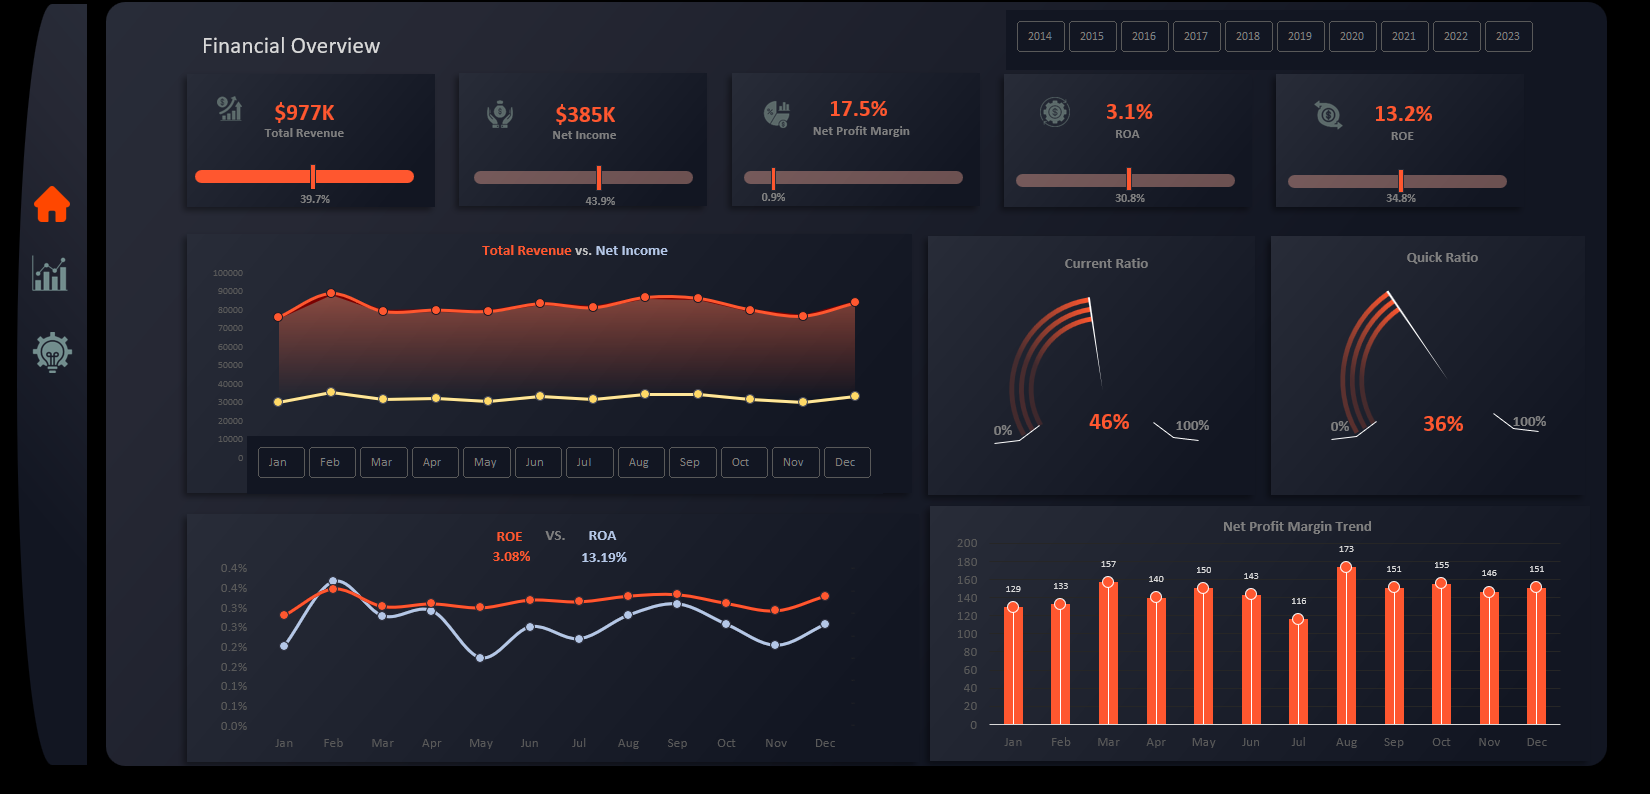 Financial Overview
2014 2015 2016 2017 2018 2019 2020 2021 2022 2023
$977K
Total Revenue
39.7%
$385K
Net Income
43.9%
17.5%
Net Profit Margin
0.9%
3.1%
ROA
30.8%
13.2%
ROE
34.8%
Total Revenue vs. Net Income
100000
90000
80000
70000
60000
50000
40000
30000
20000
10000
0
Jan Feb Mar Apr May Jun Jul Aug Sep Oct Nov Dec
Current Ratio
0% 46% 100%
Quick Ratio
0% 36% 100%
ROE VS. ROA
3.08% 13.19%
0.4%
0.4%
0.3%
0.3%
0.2%
0.2%
0.1%
0.1%
0.0%
Jan Feb Mar Apr May Jun Jul Aug Sep Oct Nov Dec
Net Profit Margin Trend
200
180
160
140
120
100
80
60
40
20
0
129 133 157 140 150 143 116 173 151 155 146 151
Jan Feb Mar Apr May Jun Jul Aug Sep Oct Nov Dec